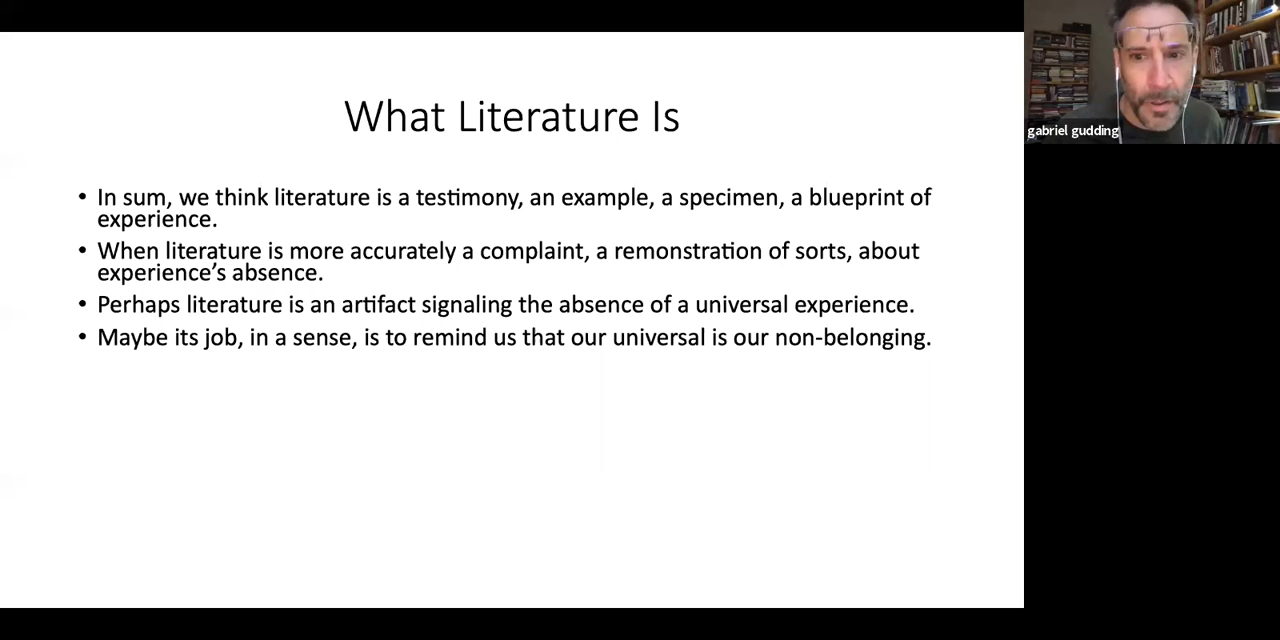 What Literature Is
• In sum, we think literature is a testimony, an example, a specimen, a blueprint of
experience.
• When literature is more accurately a complaint, a remonstration of sorts, about
experience’s absence.
• Perhaps literature is an artifact signaling the absence of a universal experience.
• Maybe its job, in a sense, is to remind us that our universal is our non-belonging.
gabriel gudding